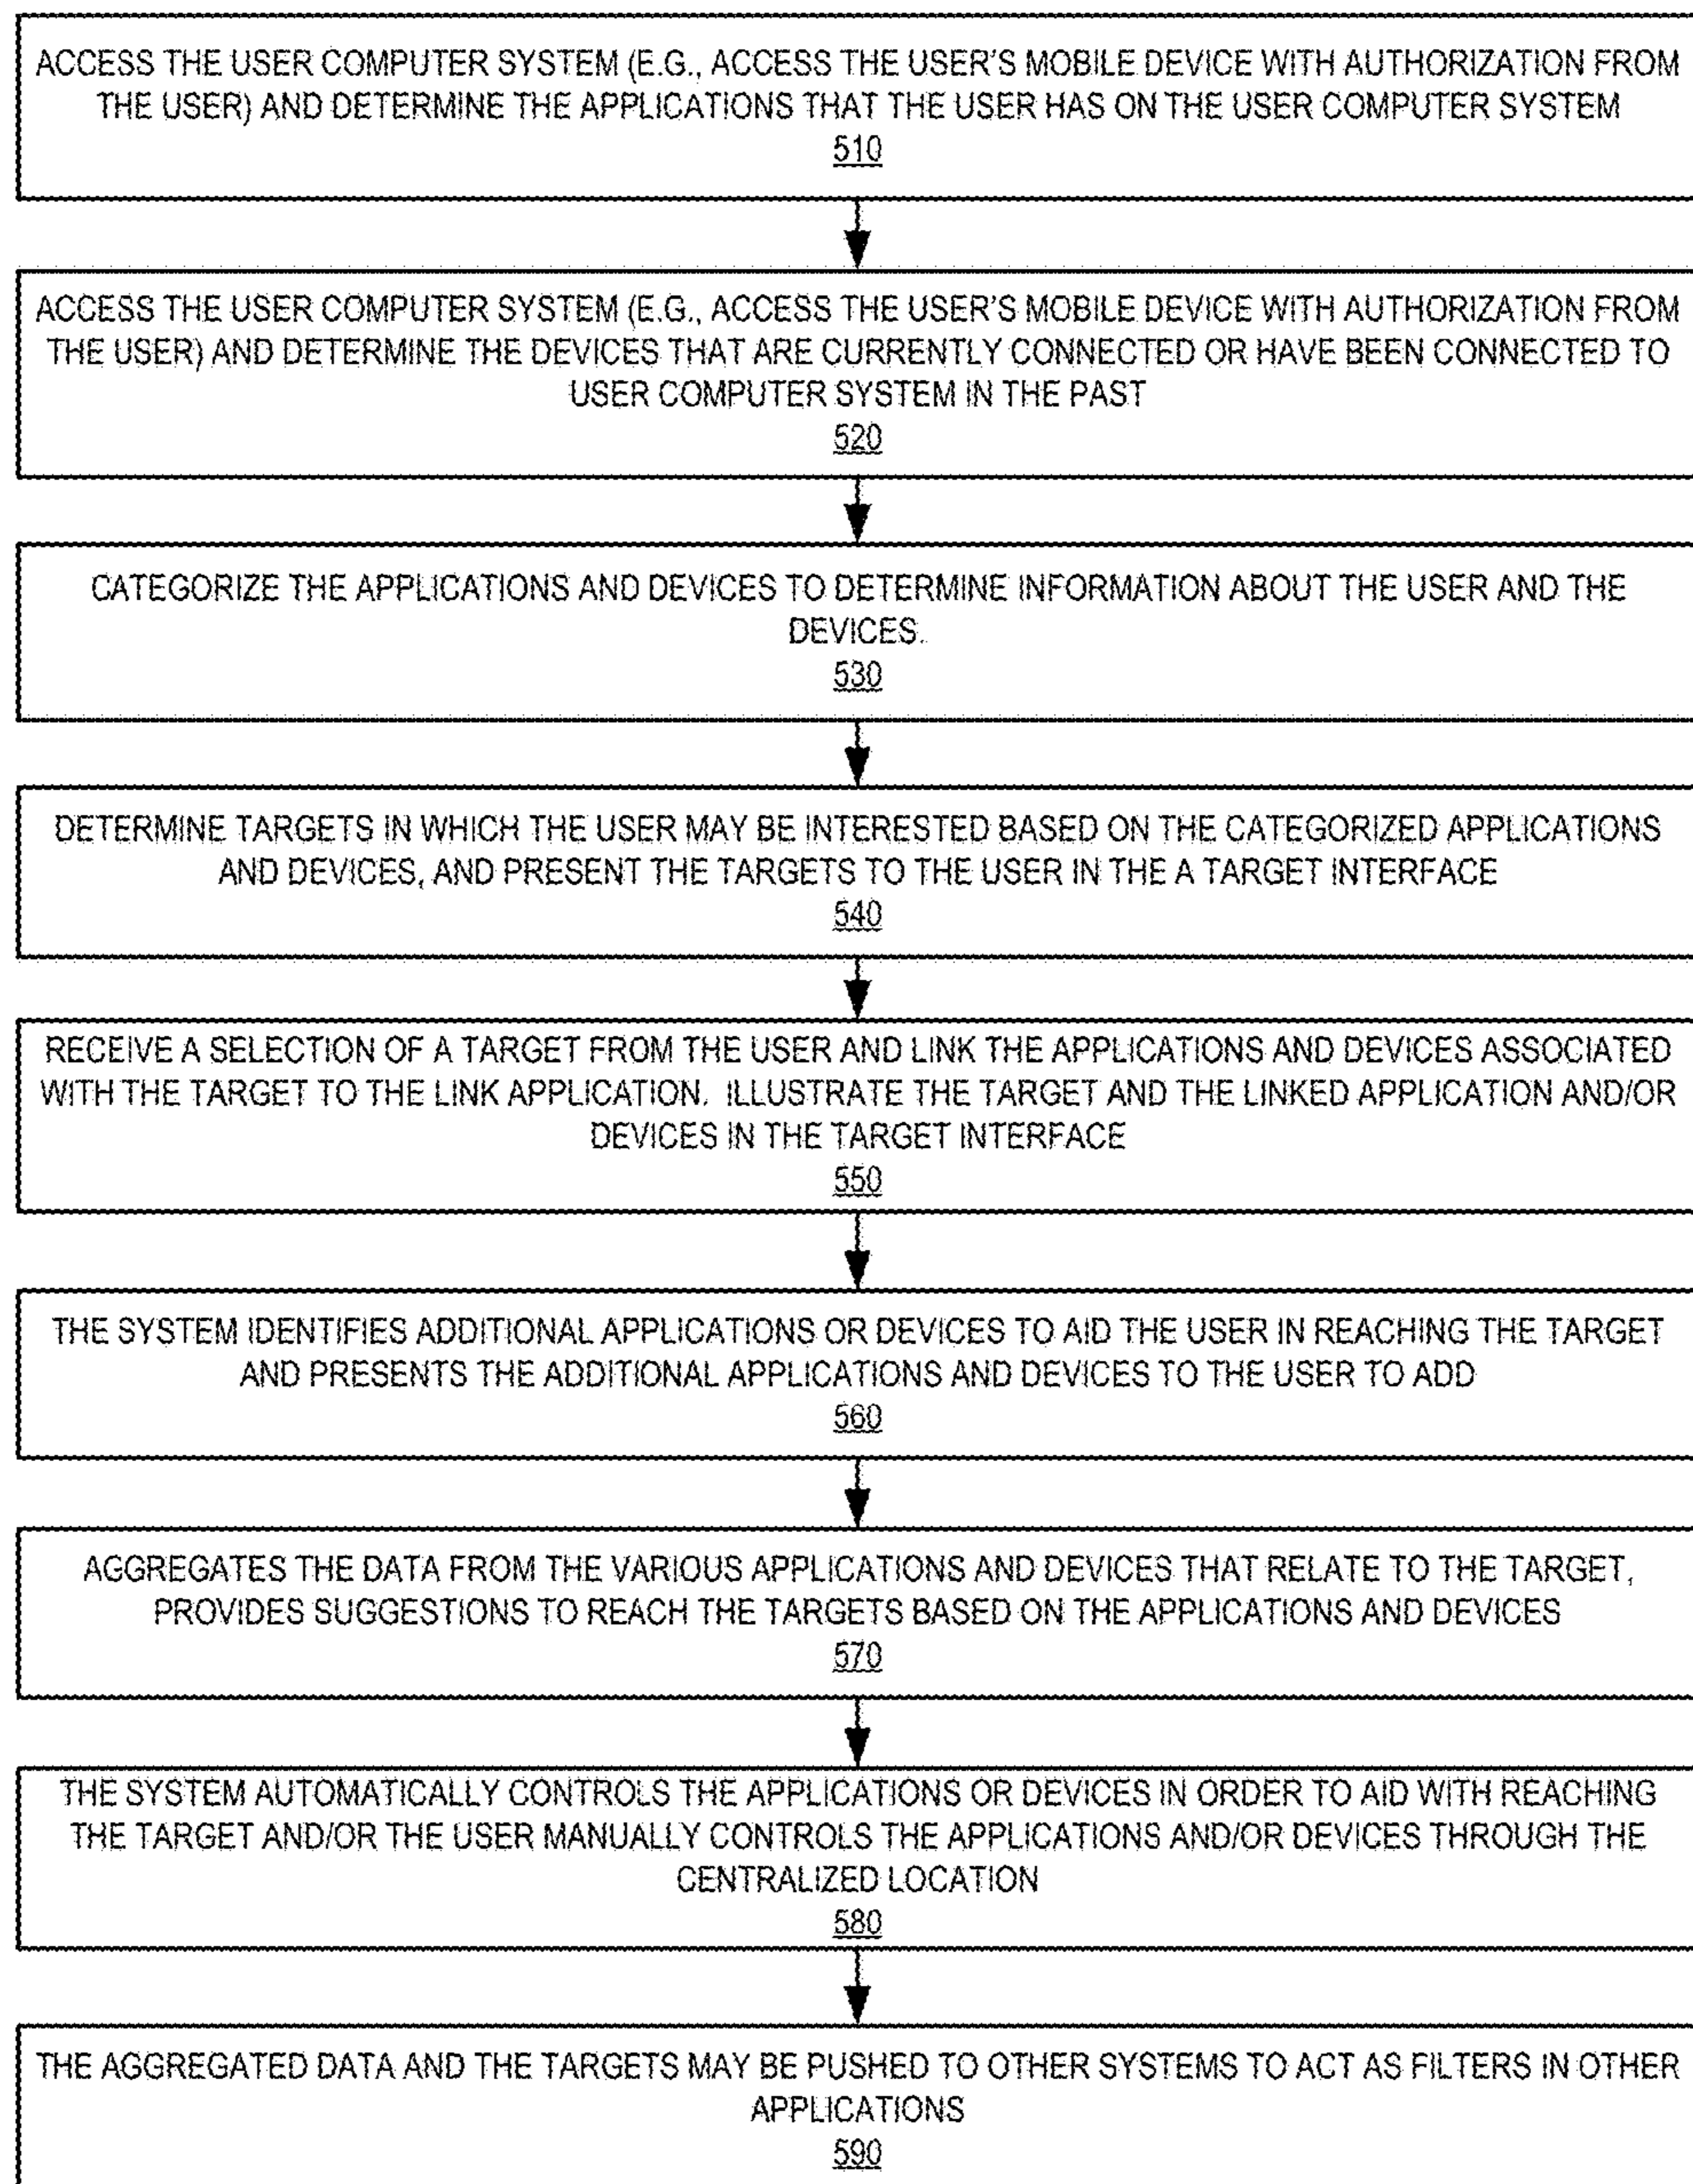 ACCESS THE USER COMPUTER SYSTEM (E.G., ACCESS THE USER'S MOBILE DEVICE WITH AUTHORIZATION FROM
THE USER) AND DETERMINE THE APPLICATIONS THAT THE USER HAS ON THE USER COMPUTER SYSTEM
510
ACCESS THE USER COMPUTER SYSTEM (E.G., ACCESS THE USER'S MOBILE DEVICE WITH AUTHORIZATION FROM
THE USER) AND DETERMINE THE DEVICES THAT ARE CURRENTLY CONNECTED OR HAVE BEEN CONNECTED TO
USER COMPUTER SYSTEM IN THE PAST
520
CATEGORIZE THE APPLICATIONS AND DEVICES TO DETERMINE INFORMATION ABOUT THE USER AND THE
DEVICES.
530
DETERMINE TARGETS IN WHICH THE USER MAY BE INTERESTED BASED ON THE CATEGORIZED APPLICATIONS
AND DEVICES, AND PRESENT THE TARGETS TO THE USER IN THE A TARGET INTERFACE
540
RECEIVE A SELECTION OF A TARGET FROM THE USER AND LINK THE APPLICATIONS AND DEVICES ASSOCIATED
WITH THE TARGET TO THE LINK APPLICATION. ILLUSTRATE THE TARGET AND THE LINKED APPLICATION AND/OR
DEVICES IN THE TARGET INTERFACE
550
THE SYSTEM IDENTIFIES ADDITIONAL APPLICATIONS OR DEVICES TO AID THE USER IN REACHING THE TARGET
AND PRESENTS THE ADDITIONAL APPLICATIONS AND DEVICES TO THE USER TO ADD
560
AGGREGATES THE DATA FROM THE VARIOUS APPLICATIONS AND DEVICES THAT RELATE TO THE TARGET,
PROVIDES SUGGESTIONS TO REACH THE TARGETS BASED ON THE APPLICATIONS AND DEVICES
570
THE SYSTEM AUTOMATICALLY CONTROLS THE APPLICATIONS OR DEVICES IN ORDER TO AID WITH REACHING
THE TARGET AND/OR THE USER MANUALLY CONTROLS THE APPLICATIONS AND/OR DEVICES THROUGH THE
CENTRALIZED LOCATION
580
THE AGGREGATED DATA AND THE TARGETS MAY BE PUSHED TO OTHER SYSTEMS TO ACT AS FILTERS IN OTHER
APPLICATIONS
590